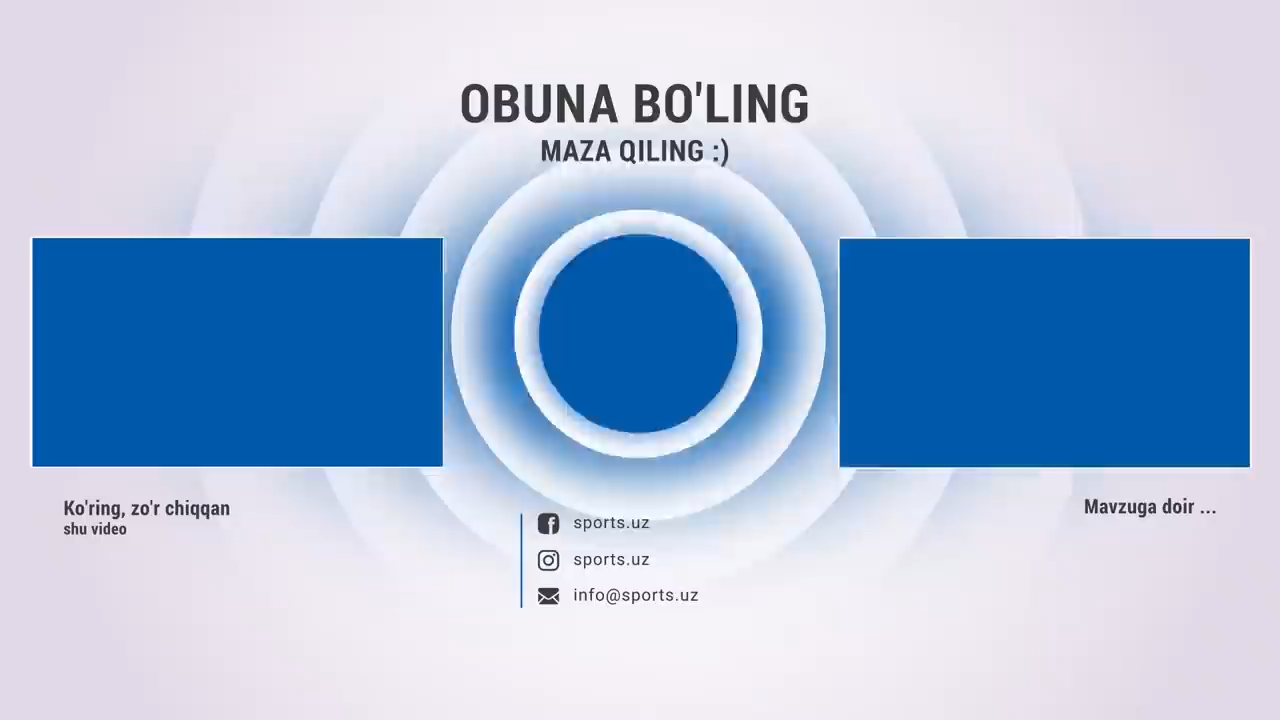 OBUNA BO'LING
MAZA QILING :)
Ko'ring, zo'r chiqqan
shu video
Mavzuga doir ...
sports.uz
sports.uz
info@sports.uz